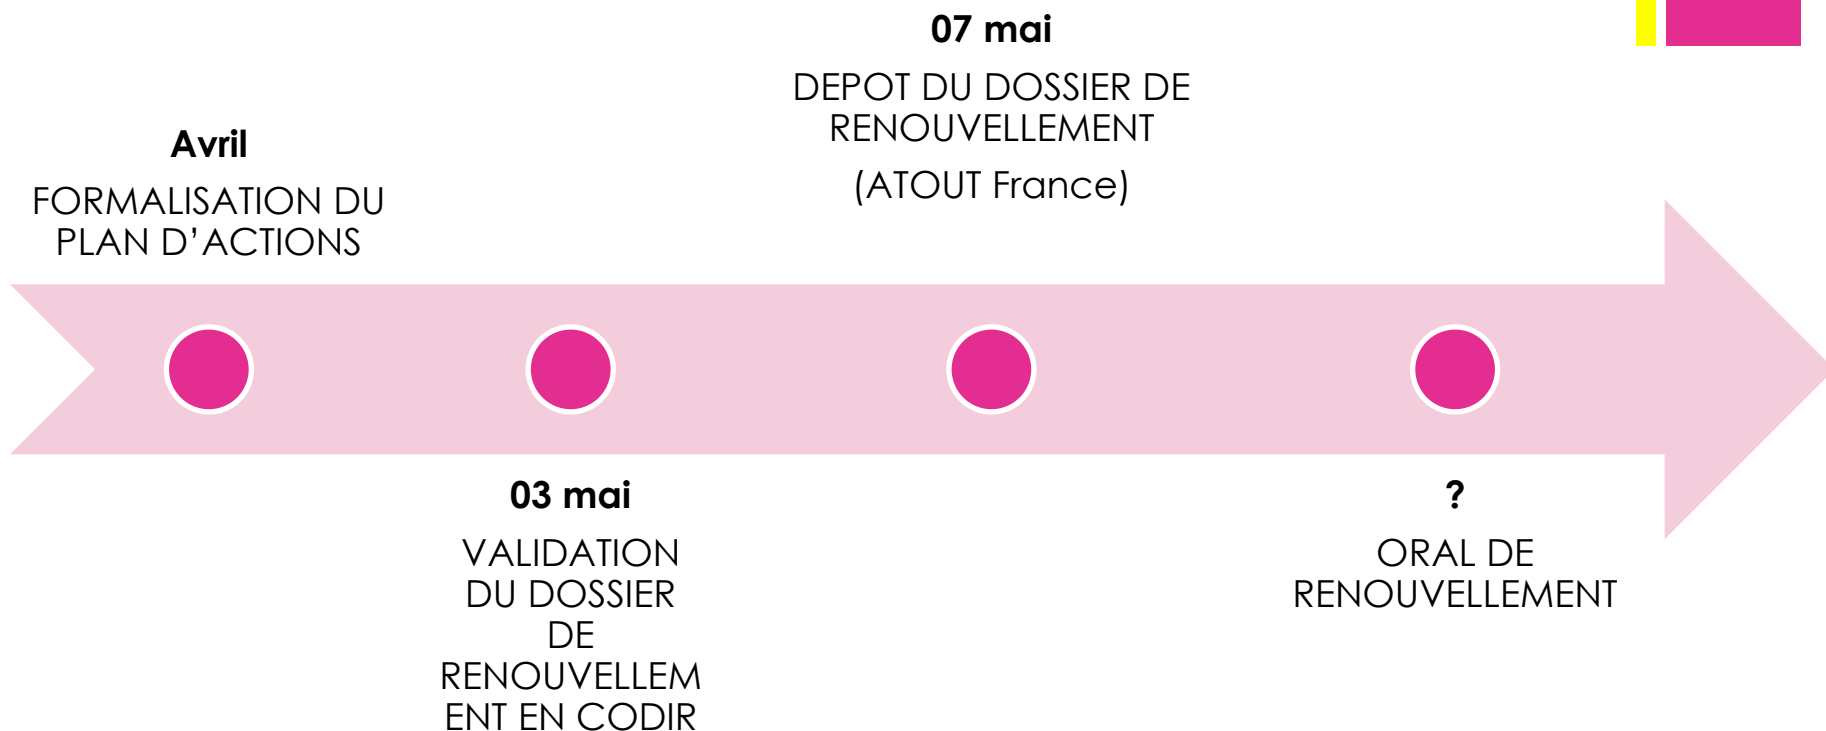 Avril
FORMALISATION DU
PLAN D’ACTIONS
03 mai
VALIDATION
DU DOSSIER
DE
RENOUVELLEM
ENT EN CODIR
07 mai
DEPOT DU DOSSIER DE
RENOUVELLEMENT
(ATOUT France)
?
ORAL DE
RENOUVELLEMENT